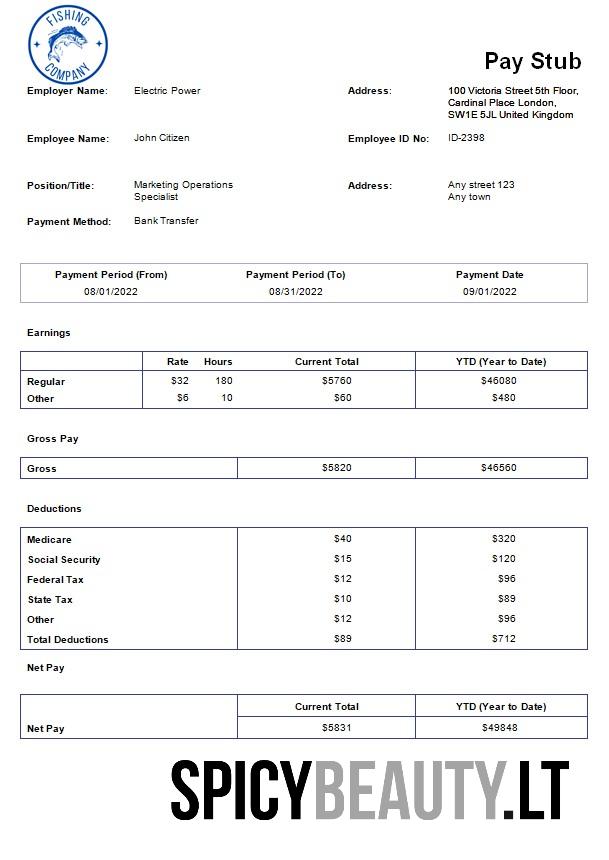 FISHING
COMPANY
Pay Stub
Employer Name: Electric Power Address: 100 Victoria Street 5th Floor,
Cardinal Place London,
SW1E 5JL United Kingdom
Employee Name: John Citizen Employee ID No: ID-2398
Position/Title: Marketing Operations Address: Any street 123
Specialist Any town
Payment Method: Bank Transfer
Payment Period (From) Payment Period (To) Payment Date
08/01/2022 08/31/2022 09/01/2022
Earnings
Rate Hours Current Total YTD (Year to Date)
Regular $32 180 $5760 $46080
Other $6 10 $60 $480
Gross Pay
Gross $5820 $46560
Deductions
Medicare $40 $320
Social Security $15 $120
Federal Tax $12 $96
State Tax $10 $89
Other $12 $96
Total Deductions $89 $712
Net Pay
Current Total YTD (Year to Date)
Net Pay $5831 $49848
SPICYBEAUTY.LT